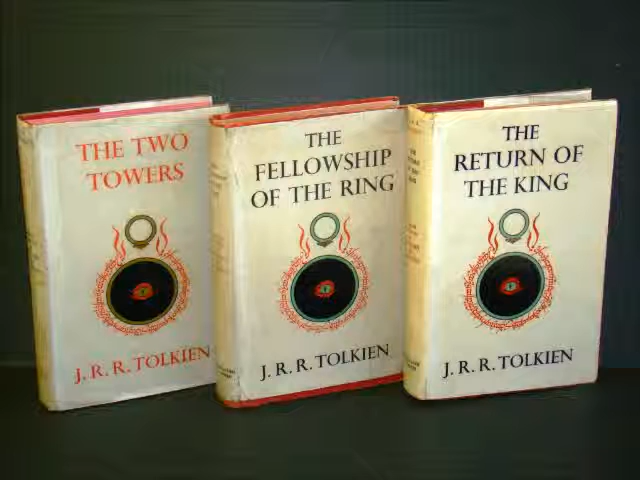 THE TWO
TOWERS
J. R. R. TOLKIEN
THE
FELLOWSHIP
OF THE RING
J. R. R. TOLKIEN
THE
RETURN OF
THE KING
J. R. R. TOLKIEN